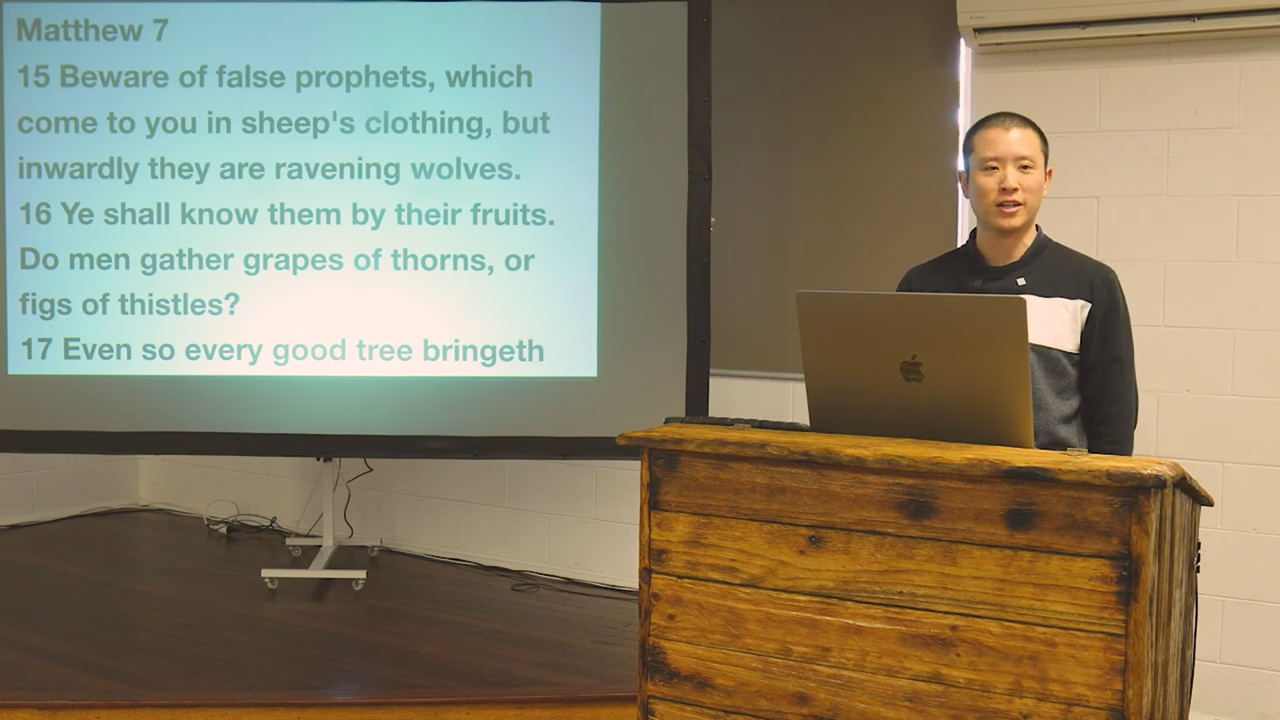 Matthew 7
15 Beware of false prophets, which
come to you in sheep's clothing, but
inwardly they are ravening wolves.
16 Ye shall know them by their fruits.
Do men gather grapes of thorns, or
figs of thistles?
17 Even so every good tree bringeth